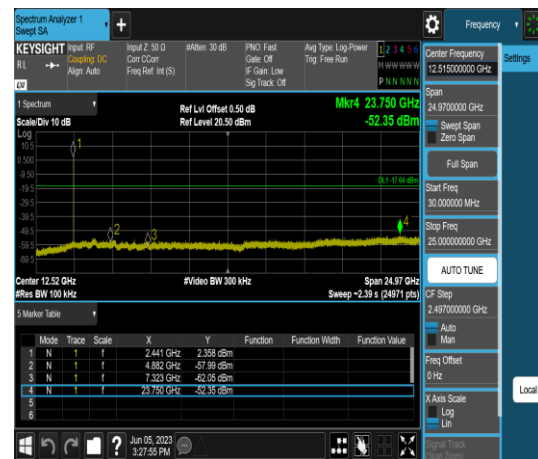 Spectrum Analyzer 1
Swept SA
+
Frequency
KEYSIGHT Input: RF Input Z: 50 Ω #Atten: 30 dB PNO: Fast Avg Type: Log-Power 1 2 3 4 5 6
RL Coupling: DC Corr CCorr Gate: Off Trig: Free Run M W W W W W
Align: Auto Freq Ref: Int (S) IF Gain: Low P N N N N N
Sig Track: Off
LXI
1 Spectrum
Ref Lvl Offset 0.50 dB
Mkr4 23.750 GHz
Scale/Div 10 dB
Ref Level 20.50 dBm
-52.35 dBm
Log
10.5
0.500
-9.50
-19.5
-29.5
-39.5
-49.5
-59.5
-69.5
1
2
3
4
DL1 -17.64 dBm
Center 12.52 GHz #Video BW 300 kHz Span 24.97 GHz
#Res BW 100 kHz Sweep ~2.39 s (24971 pts)
5 Marker Table
Mode Trace Scale X Y Function Function Width Function Value
1 N 1 f 2.441 GHz 2.358 dBm
2 N 1 f 4.882 GHz -57.99 dBm
3 N 1 f 7.323 GHz -62.05 dBm
4 N 1 f 23.750 GHz -52.35 dBm
5
6
?
Jun 05, 2023
3:27:55 PM
Center Frequency
12.515000000 GHz
Settings
Span
24.9700000 GHz
Swept Span
Zero Span
Full Span
Start Freq
30.000000 MHz
Stop Freq
25.000000000 GHz
AUTO TUNE
CF Step
2.497000000 GHz
Auto
Man
Freq Offset
0 Hz
Local
X Axis Scale
Log
Lin
Signal Track
(Span Zoom)